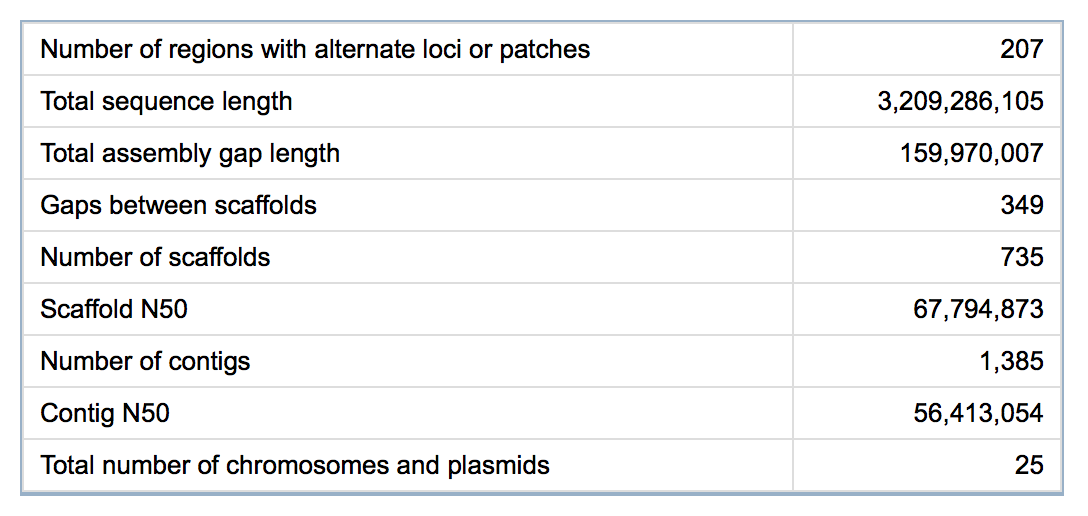 Number of regions with alternate loci or patches 207
Total sequence length 3,209,286,105
Total assembly gap length 159,970,007
Gaps between scaffolds 349
Number of scaffolds 735
Scaffold N50 67,794,873
Number of contigs 1,385
Contig N50 56,413,054
Total number of chromosomes and plasmids 25